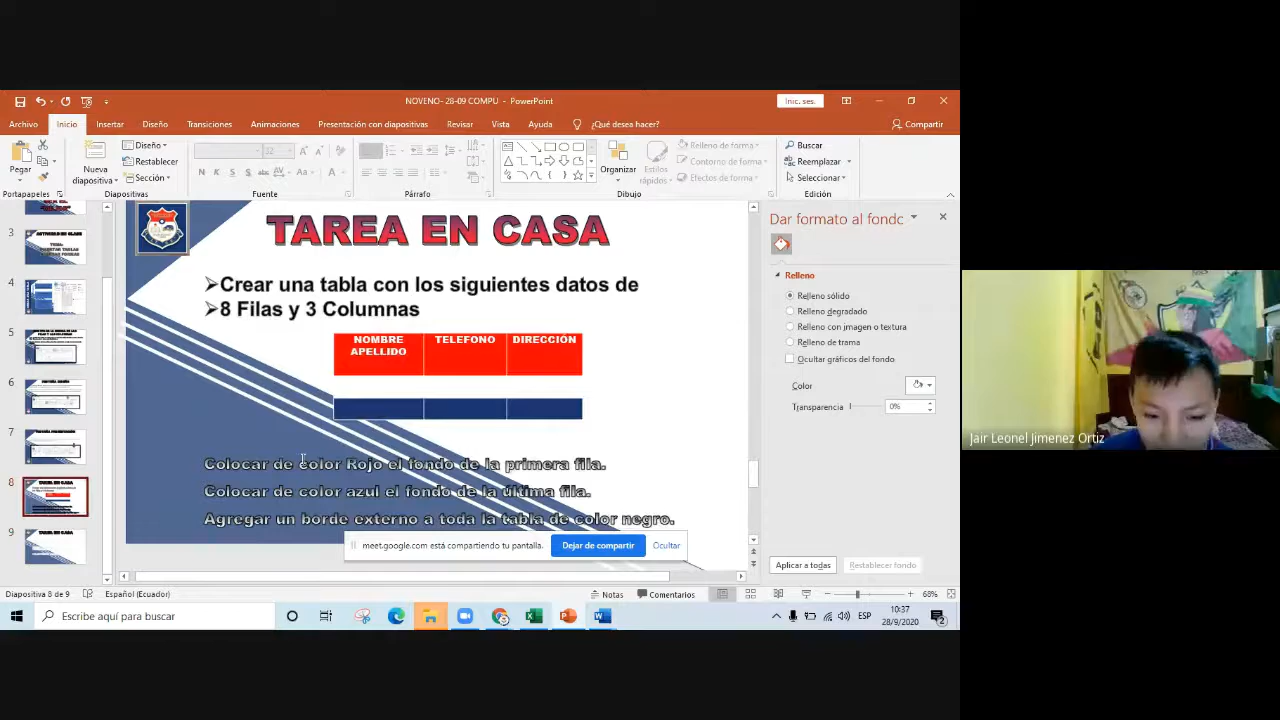 NOVENO- 28-09 COMPU - PowerPoint
Inic. ses.
Archivo Inicio Insertar Diseño Transiciones Animaciones Presentación con diapositivas Revisar Vista Ayuda ¿Qué desea hacer? Compartir
Pegar
Nueva diapositiva
Diseño
Restablecer
Sección
Organizar
Estilos rápidos
Relleno de forma
Contorno de forma
Efectos de forma
Buscar
Reemplazar
Seleccionar
Portapapeles Diapositivas Fuente Párrafo Dibujo Edición
3
4
5
6
7
8
9
TAREA EN CASA
Crear una tabla con los siguientes datos de
8 Filas y 3 Columnas
NOMBRE APELLIDO TELEFONO DIRECCIÓN
Colocar de color Rojo el fondo de la primera fila.
Colocar de color azul el fondo de la última fila.
Agregar un borde externo a toda la tabla de color negro.
meet.google.com está compartiendo tu pantalla. Dejar de compartir Ocultar
Dar formato al fondo
Relleno
Relleno sólido
Relleno degradado
Relleno con imagen o textura
Relleno de trama
Ocultar gráficos del fondo
Color
Transparencia 0%
Aplicar a todas Restablecer fondo
Jair Leonel Jimenez Ortiz
Diapositiva 8 de 9 Español (Ecuador) Notas Comentarios 68%
Escribe aquí para buscar
ESP
10:37
28/9/2020